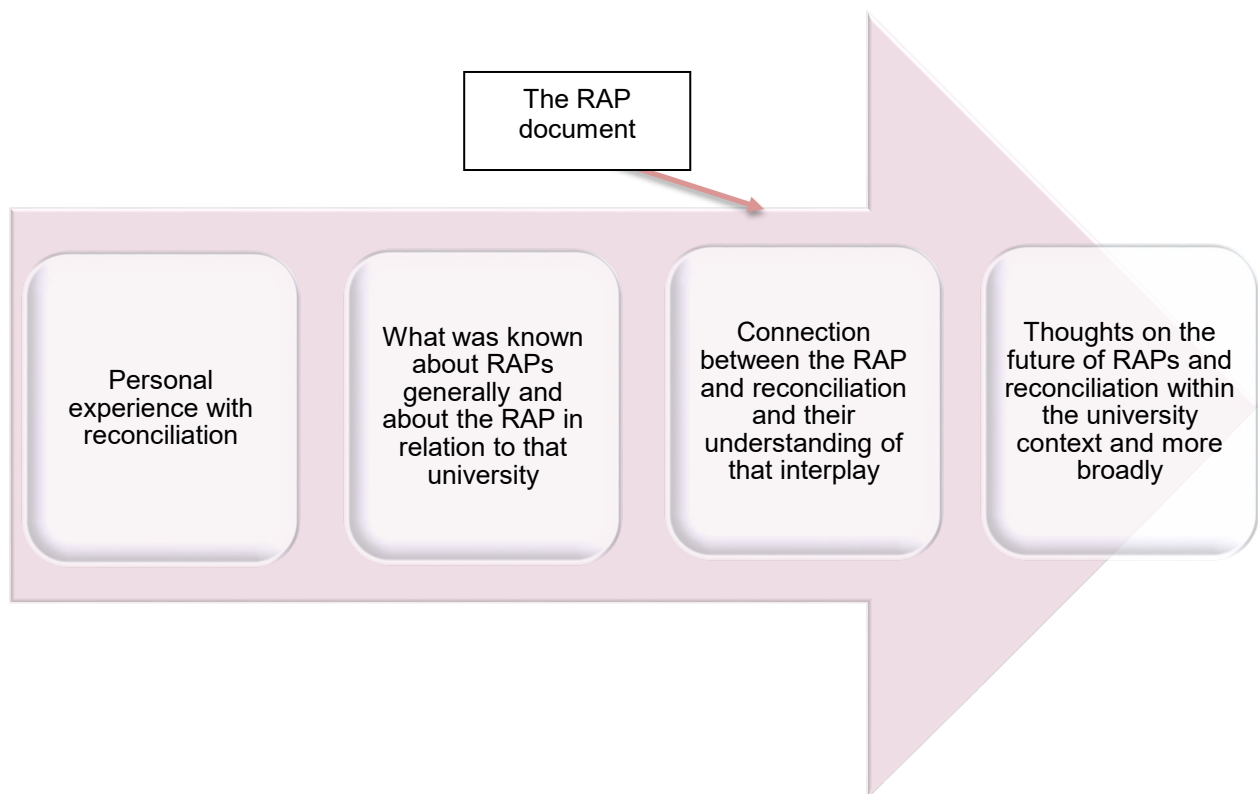 The RAP
document
Personal
experience with
reconciliation
What was known
about RAPs
generally and
about the RAP in
relation to that
university
Connection
between the RAP
and reconciliation
and their
understanding of
that interplay
Thoughts on the
future of RAPs and
reconciliation within
the university
context and more
broadly